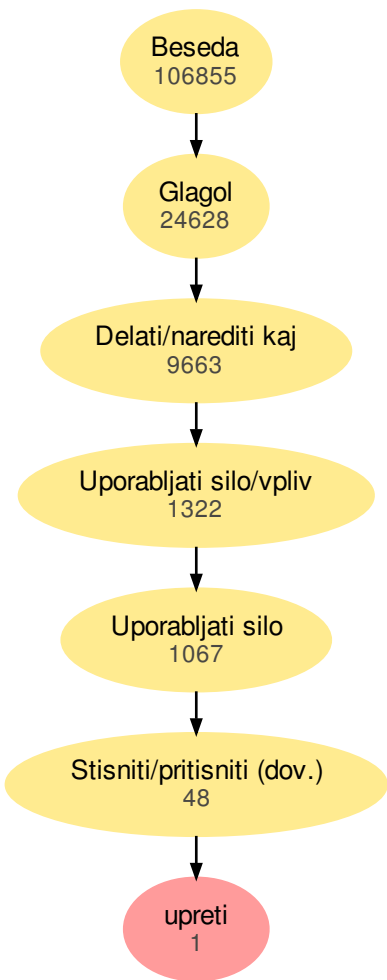 Beseda
106855
Glagol
24628
Delati/narediti kaj
9663
Uporabljati silo/vpliv
1322
Uporabljati silo
1067
Stisniti/pritisniti (dov.)
48
upreti
1